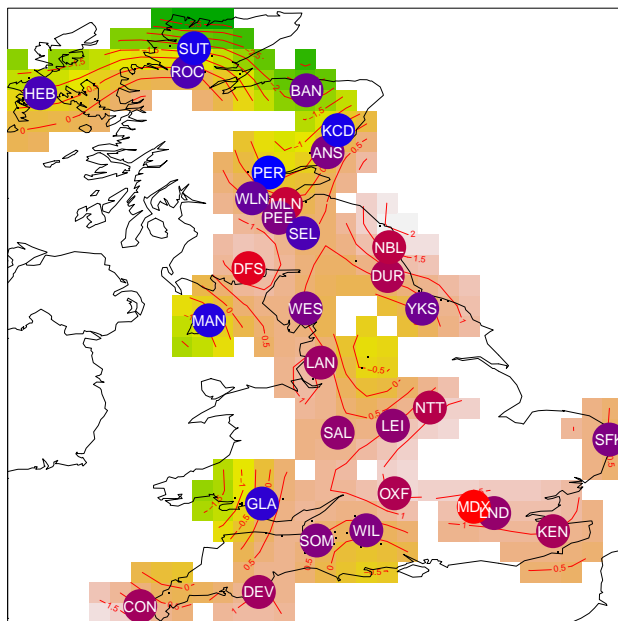 SUT
ROC
HEB
BAN
KCD
ANS
PER
WLN
MLN
PEE
SEL
NBL
DFS
DUR
WES
YKS
MAN
LAN
NTT
LEI
SAL
SFK
OXF
GLA
MDX
LND
KEN
WIL
SOM
DEV
CON